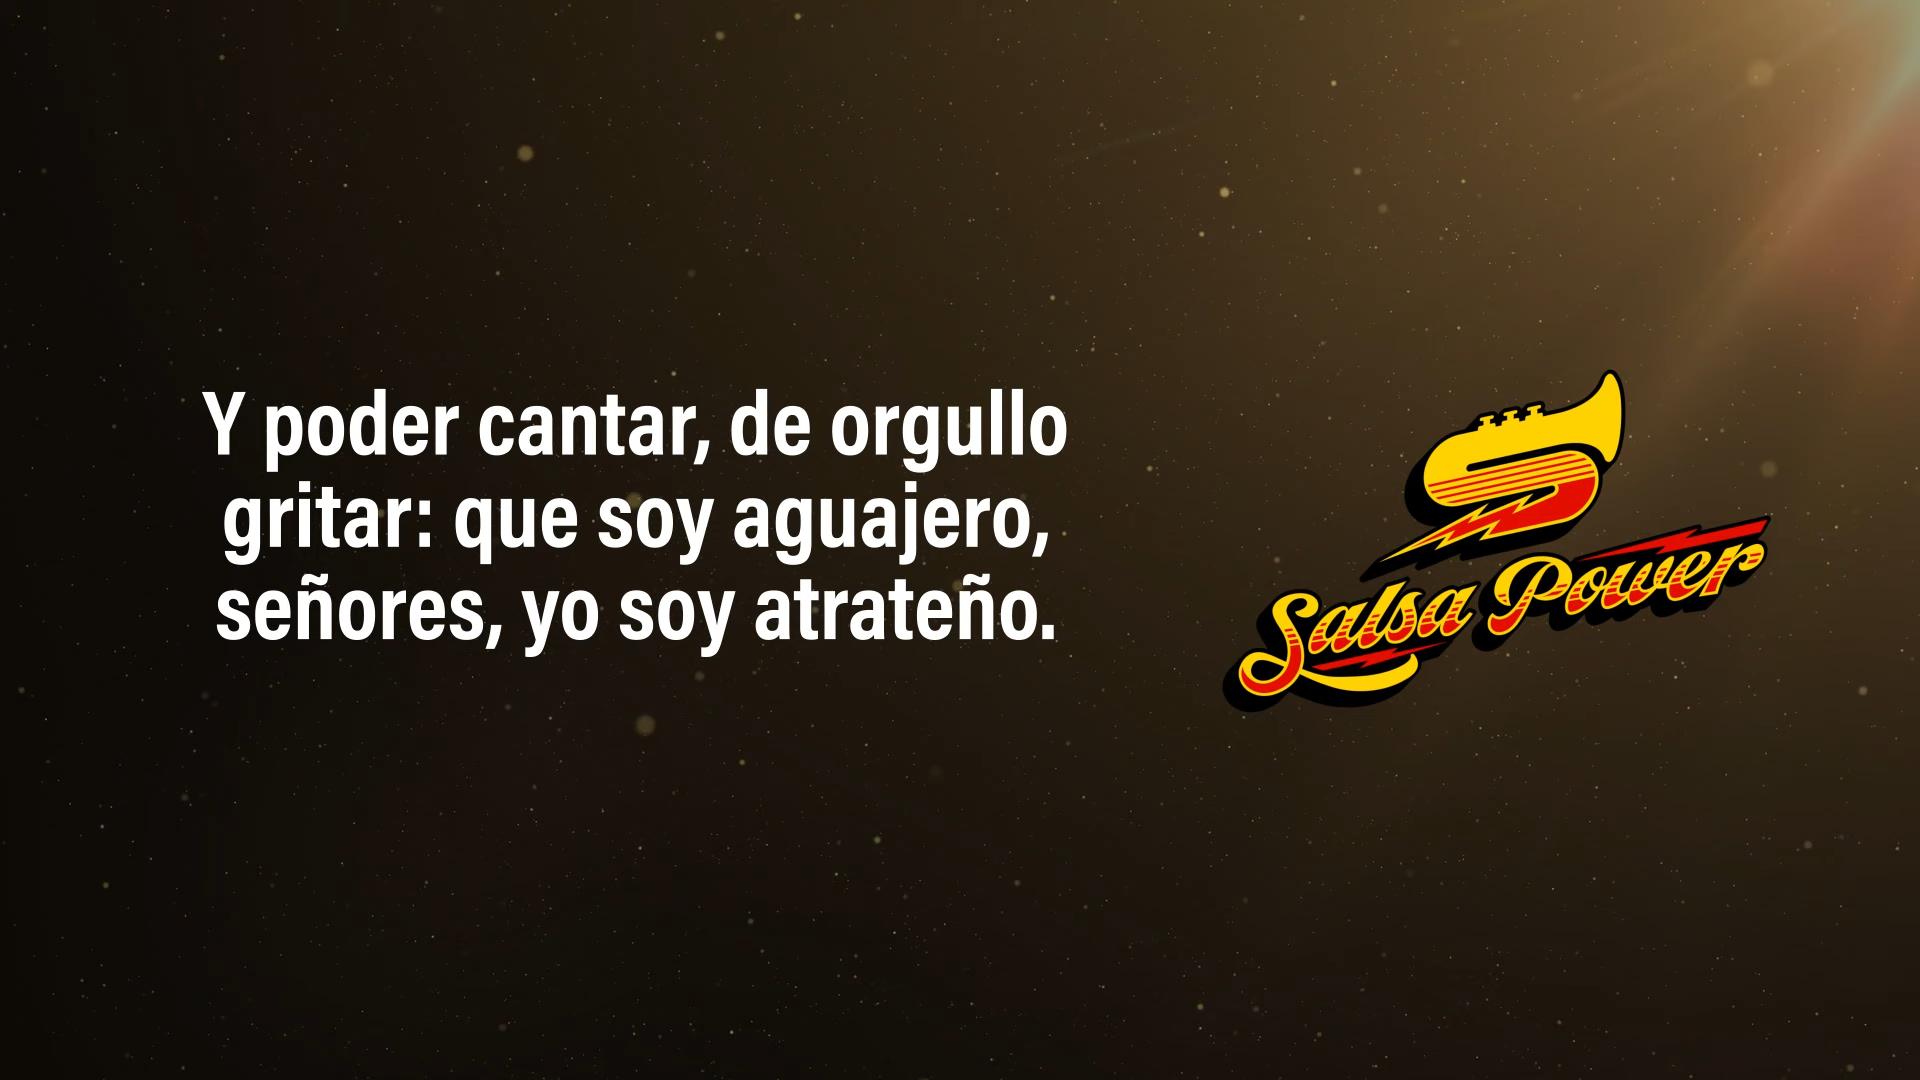 Y poder cantar, de orgullo
gritar: que soy aguajero,
señores, yo soy atrateño.
Salsa Power